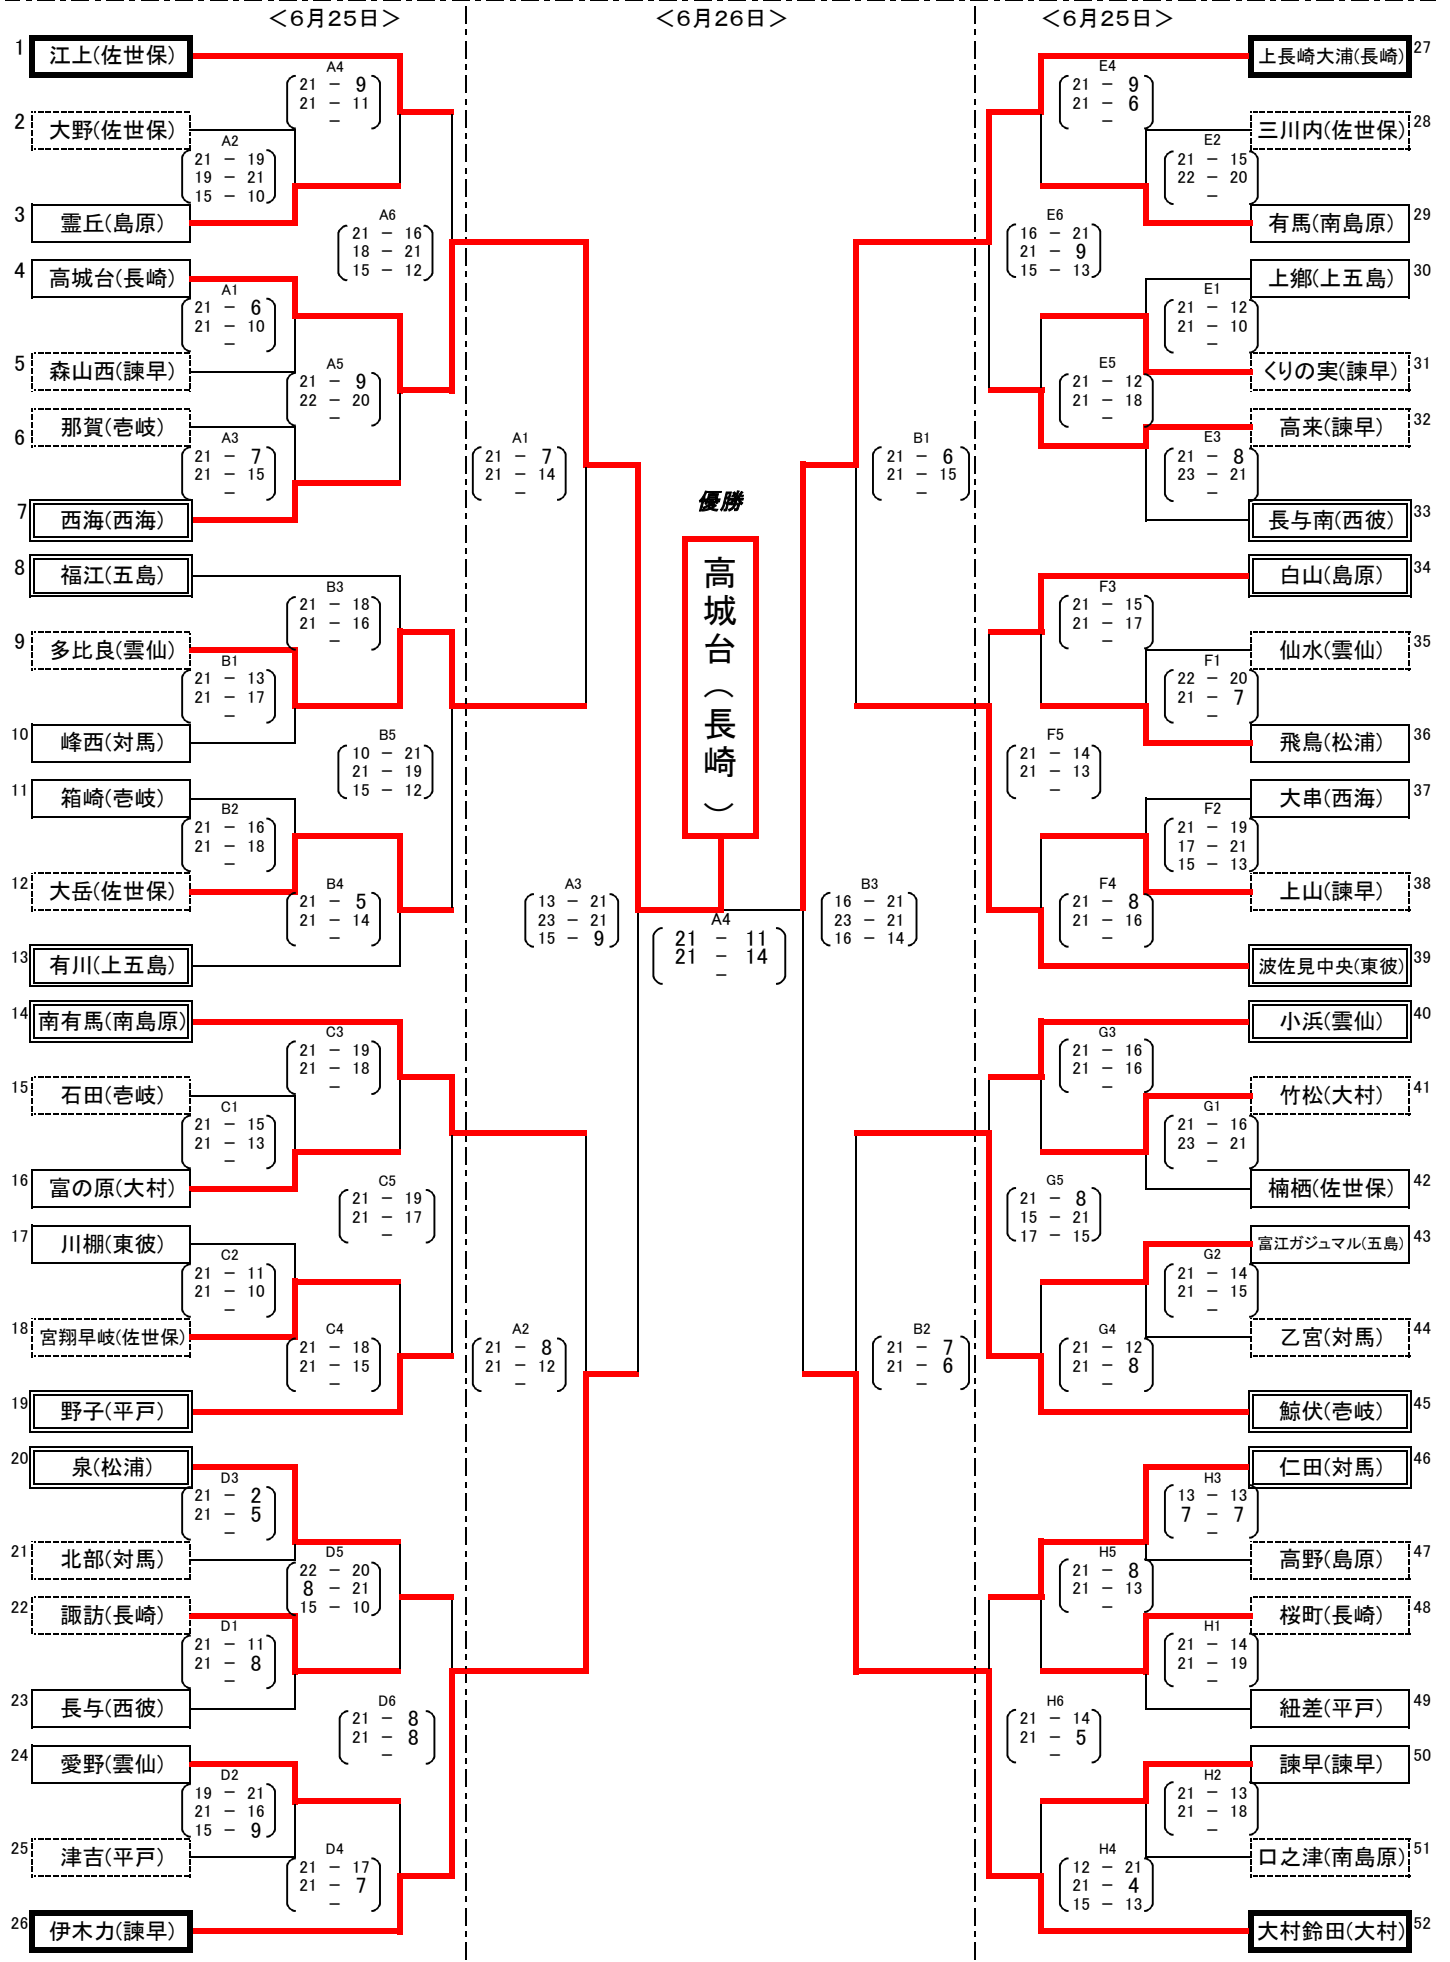 ＜6月25日＞
＜6月26日＞
＜6月25日＞
1 江上(佐世保)
2 大野(佐世保)
3 霊丘(島原)
4 高城台(長崎)
5 森山西(諫早)
6 那賀(壱岐)
7 西海(西海)
8 福江(五島)
9 多比良(雲仙)
10 峰西(対馬)
11 箱崎(壱岐)
12 大岳(佐世保)
13 有川(上五島)
14 南有馬(南島原)
15 石田(壱岐)
16 富の原(大村)
17 川棚(東彼)
18 宮翔早岐(佐世保)
19 野子(平戸)
20 泉(松浦)
21 北部(対馬)
22 諏訪(長崎)
23 長与(西彼)
24 愛野(雲仙)
25 津吉(平戸)
26 伊木力(諫早)
A4
21 － 9
21 － 11
－
A2
21 － 19
19 － 21
15 － 10
A6
21 － 16
18 － 21
15 － 12
A1
21 － 6
21 － 10
－
A5
21 － 9
22 － 20
－
A3
21 － 7
21 － 15
－
B3
21 － 18
21 － 16
－
B1
21 － 13
21 － 17
－
B5
10 － 21
21 － 19
15 － 12
B2
21 － 16
21 － 18
－
B4
21 － 5
21 － 14
－
C3
21 － 19
21 － 18
－
C1
21 － 15
21 － 13
－
C5
21 － 19
21 － 17
－
C2
21 － 11
21 － 10
－
C4
21 － 18
21 － 15
－
D3
21 － 2
21 － 5
－
D5
22 － 20
8 － 21
15 － 10
D1
21 － 11
21 － 8
－
D6
21 － 8
21 － 8
－
D2
19 － 21
21 － 16
15 － 9
D4
21 － 17
21 － 7
－
A1
21 － 7
21 － 14
－
A2
21 － 8
21 － 12
－
A3
13 － 21
23 － 21
15 － 9
優勝
高城台（長崎）
A4
21 － 11
21 － 14
－
B3
16 － 21
23 － 21
16 － 14
B1
21 － 6
21 － 15
－
B2
21 － 7
21 － 6
－
E4
21 － 9
21 － 6
－
E2
21 － 15
22 － 20
－
E6
16 － 21
21 － 9
15 － 13
E1
21 － 12
21 － 10
－
E5
21 － 12
21 － 18
－
E3
21 － 8
23 － 21
－
F3
21 － 15
21 － 17
－
F1
22 － 20
21 － 7
－
F5
21 － 14
21 － 13
－
F2
21 － 19
17 － 21
15 － 13
F4
21 － 8
21 － 16
－
G3
21 － 16
21 － 16
－
G1
21 － 16
23 － 21
－
G5
21 － 8
15 － 21
17 － 15
G2
21 － 14
21 － 15
－
G4
21 － 12
21 － 8
－
H3
13 － 13
7 － 7
－
H5
21 － 8
21 － 13
－
H1
21 － 14
21 － 19
－
H6
21 － 14
21 － 5
－
H2
21 － 13
21 － 18
－
H4
12 － 21
21 － 4
15 － 13
上長崎大浦(長崎) 27
三川内(佐世保) 28
有馬(南島原) 29
上郷(上五島) 30
くりの実(諫早) 31
高来(諫早) 32
長与南(西彼) 33
白山(島原) 34
仙水(雲仙) 35
飛島(松浦) 36
大串(西海) 37
上山(諫早) 38
波佐見中央(東彼) 39
小浜(雲仙) 40
竹松(大村) 41
楠栖(佐世保) 42
富江ガジュマル(五島) 43
乙宮(対馬) 44
鯨伏(壱岐) 45
仁田(対馬) 46
高野(島原) 47
桜町(長崎) 48
紐差(平戸) 49
諫早(諫早) 50
口之津(南島原) 51
大村鈴田(大村) 52